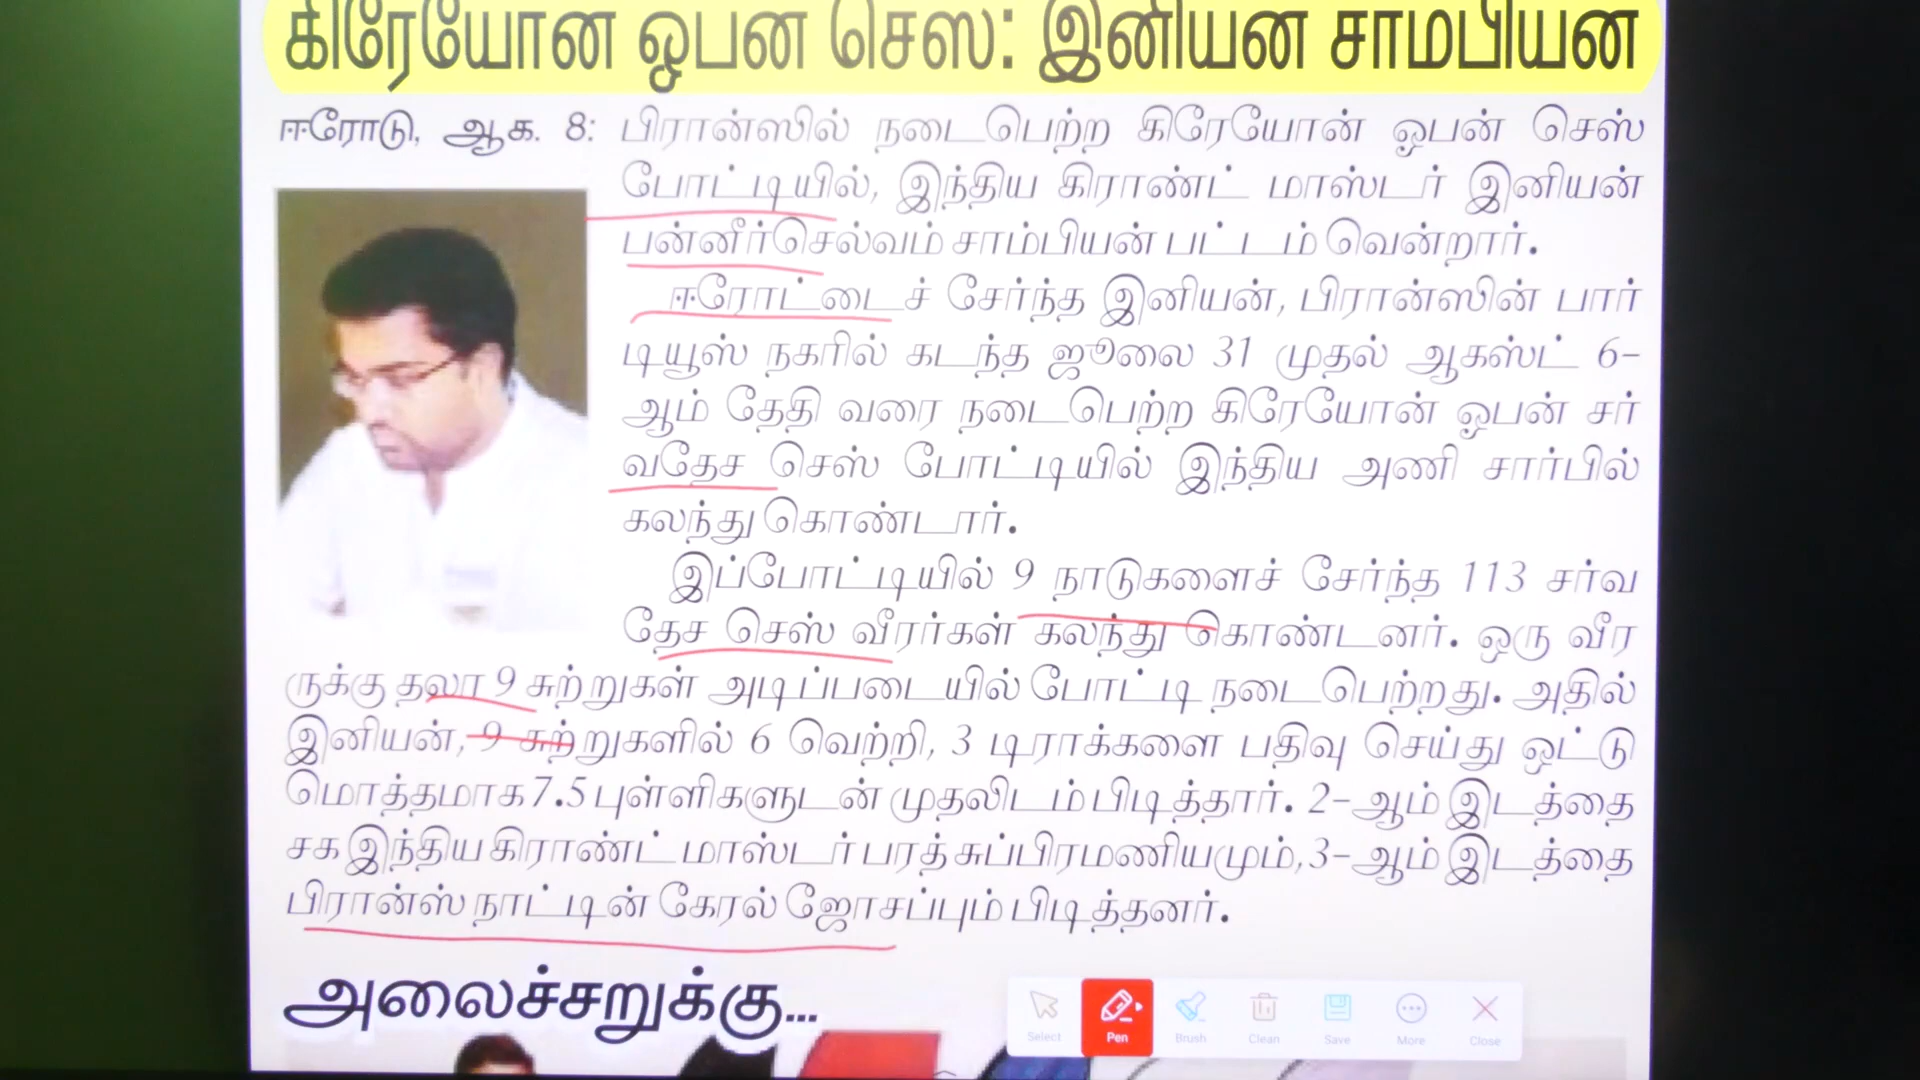 கிரேயோன் ஓபன் செஸ்: இனியன் சாம்பியன்
ஈரோடு, ஆக. 8: பிரான்ஸில் நடைபெற்ற கிரேயோன் ஓபன் செஸ்
போட்டியில், இந்திய கிராண்ட் மாஸ்டர் இனியன்
பன்னீர்செல்வம் சாம்பியன் பட்டம் வென்றார்.
ஈரோட்டைச் சேர்ந்த இனியன், பிரான்ஸின் பார்
டியூஸ் நகரில் கடந்த ஜூலை 31 முதல் ஆகஸ்ட் 6-
ஆம் தேதி வரை நடைபெற்ற கிரேயோன் ஓபன் சர்
வதேச செஸ் போட்டியில் இந்திய அணி சார்பில்
கலந்து கொண்டார்.
இப்போட்டியில் 9 நாடுகளைச் சேர்ந்த 113 சர்வ
தேச செஸ் வீரர்கள் கலந்து கொண்டனர். ஒரு வீர
ருக்கு தலா 9 சுற்றுகள் அடிப்படையில் போட்டி நடைபெற்றது. அதில்
இனியன், 9 சுற்றுகளில் 6 வெற்றி, 3 டிராக்களை பதிவு செய்து ஒட்டு
மொத்தமாக 7.5 புள்ளிகளுடன் முதலிடம் பிடித்தார். 2-ஆம் இடத்தை
சக இந்திய கிராண்ட் மாஸ்டர் பரத் சுப்பிரமணியமும், 3-ஆம் இடத்தை
பிரான்ஸ் நாட்டின் கேரல் ஜோசப்பும் பிடித்தனர்.
அலைச்சறுக்கு...
Select Pen Brush Clean Save More Close